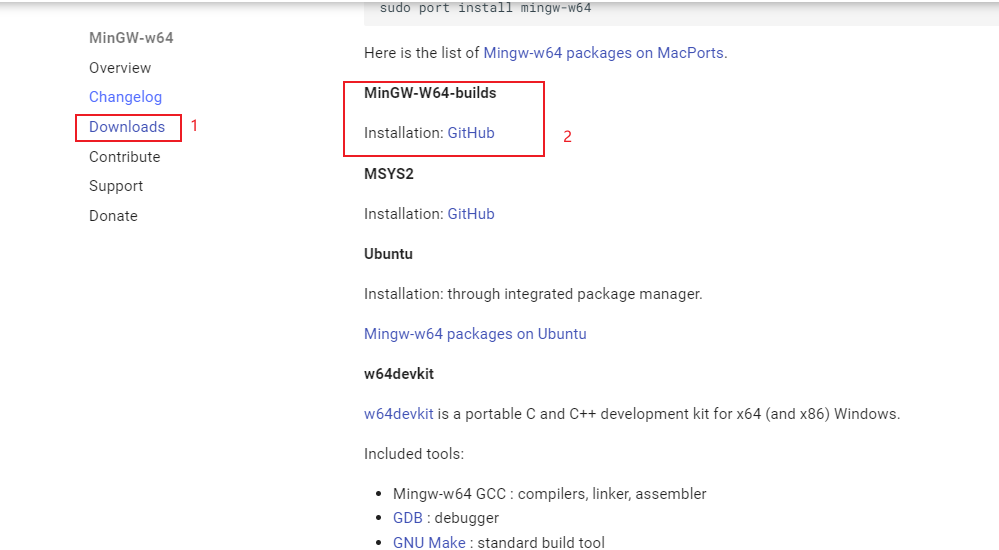 sudo port install mingw-w64
MinGW-w64
Overview
Changelog
Downloads 1
Contribute
Support
Donate
Here is the list of Mingw-w64 packages on MacPorts.
MinGW-W64-builds
Installation: GitHub
2
MSYS2
Installation: GitHub
Ubuntu
Installation: through integrated package manager.
Mingw-w64 packages on Ubuntu
w64devkit
w64devkit is a portable C and C++ development kit for x64 (and x86) Windows.
Included tools:
• Mingw-w64 GCC : compilers, linker, assembler
• GDB : debugger
• GNU Make : standard build tool